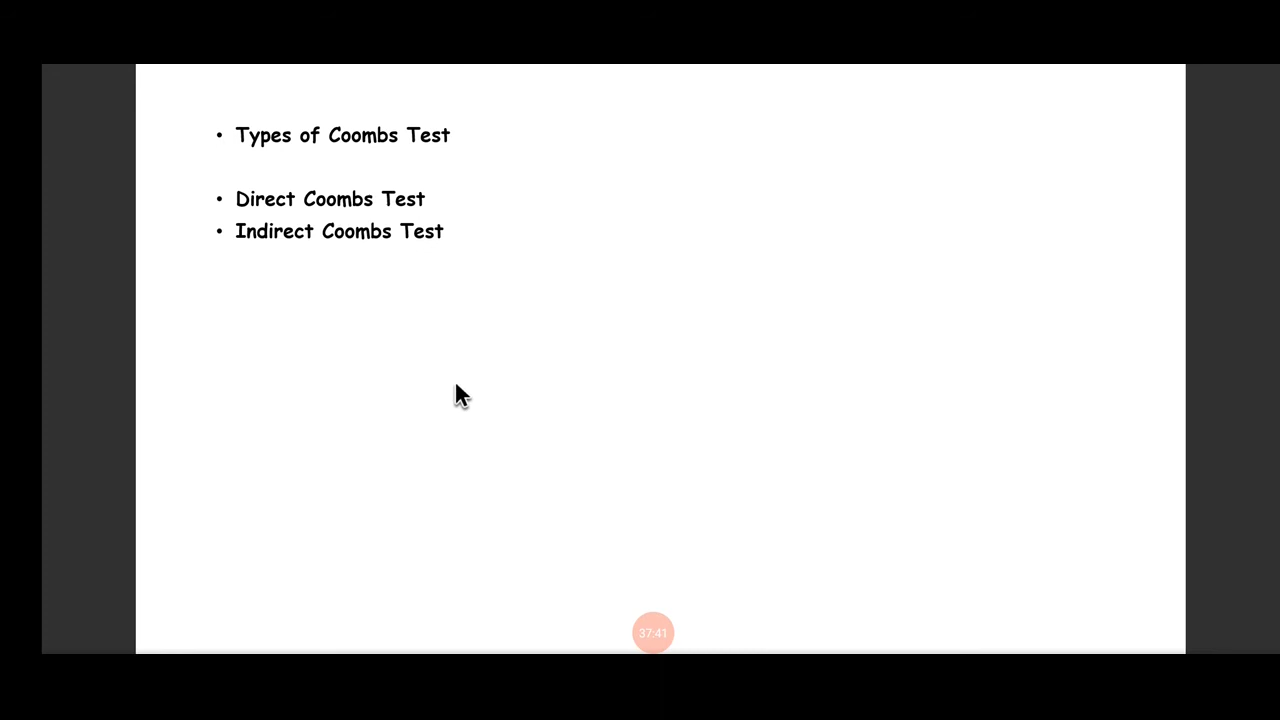 • Types of Coombs Test
• Direct Coombs Test
• Indirect Coombs Test
37:41